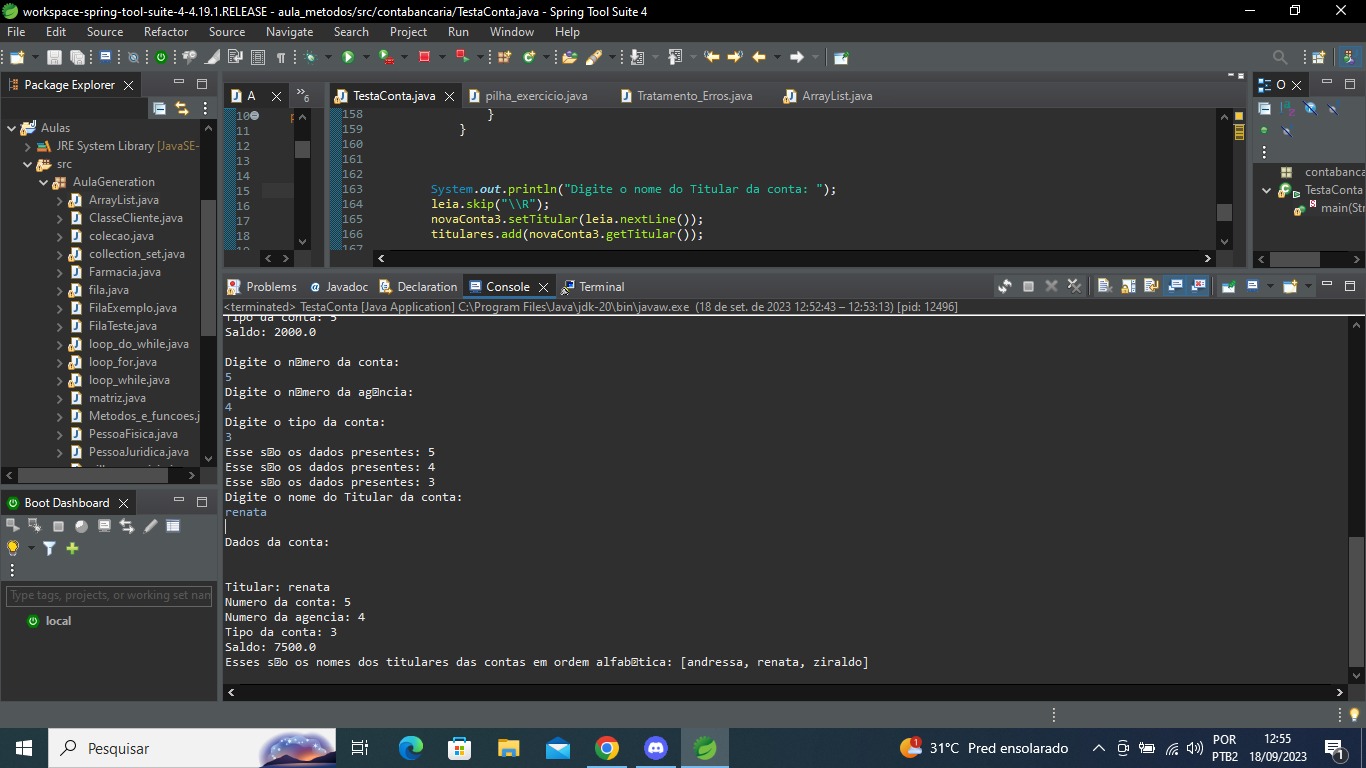 workspace-spring-tool-suite-4-4.19.1.RELEASE - aula_metodos/src/contabancaria/TestaConta.java - Spring Tool Suite 4
File Edit Source Refactor Source Navigate Search Project Run Window Help
Package Explorer
Aulas
JRE System Library [JavaSE-
src
AulaGeneration
ArrayList.java
ClasseCliente.java
colecao.java
collection_set.java
Farmacia.java
fila.java
FilaExemplo.java
FilaTeste.java
loop_do_while.java
loop_for.java
loop_while.java
matriz.java
Metodos_e_funcoes.j
PessoaFisica.java
PessoaJuridica.java
Boot Dashboard
Type tags, projects, or working set nan
local
A
»6
10
11
12
13
14
15
16
17
18
TestaConta.java pilha_exercicio.java Tratamento_Erros.java ArrayList.java
158 }
159 }
160
161
162
163 System.out.println("Digite o nome do Titular da conta: ");
164 leia.skip("\\R");
165 novaConta3.setTitular(leia.nextLine());
166 titulares.add(novaConta3.getTitular());
167
O
contabanca
TestaConta
main(Stri
Problems Javadoc Declaration Console Terminal
<terminated> TestaConta [Java Application] C:\Program Files\Java\jdk-20\bin\javaw.exe (18 de set. de 2023 12:52:43 – 12:53:13) [pid: 12496]
Tipo da conta: 5
Saldo: 2000.0
Digite o n�mero da conta:
5
Digite o n�mero da ag�ncia:
4
Digite o tipo da conta:
3
Esse s�o os dados presentes: 5
Esse s�o os dados presentes: 4
Esse s�o os dados presentes: 3
Digite o nome do Titular da conta:
renata
Dados da conta:
Titular: renata
Numero da conta: 5
Numero da agencia: 4
Tipo da conta: 3
Saldo: 7500.0
Esses s�o os nomes dos titulares das contas em ordem alfab�tica: [andressa, renata, ziraldo]
Pesquisar
1
31°C Pred ensolarado
POR
PTB2
12:55
18/09/2023
1